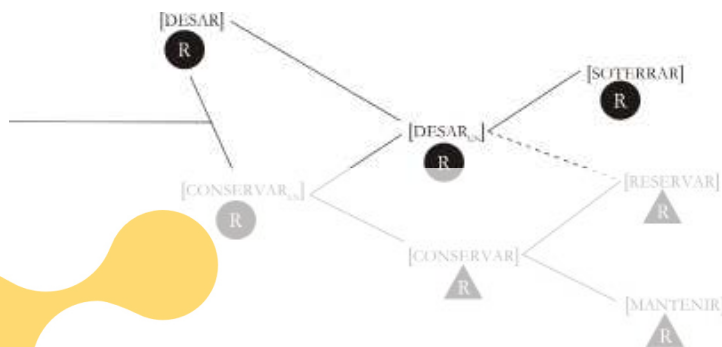 [DESAR]
R
[SOTERRAR]
R
[DESAR
R
[CONSERVAR
R
[RESERVAR]
R
[CONSERVAR]
R
[MANTENIR]
R